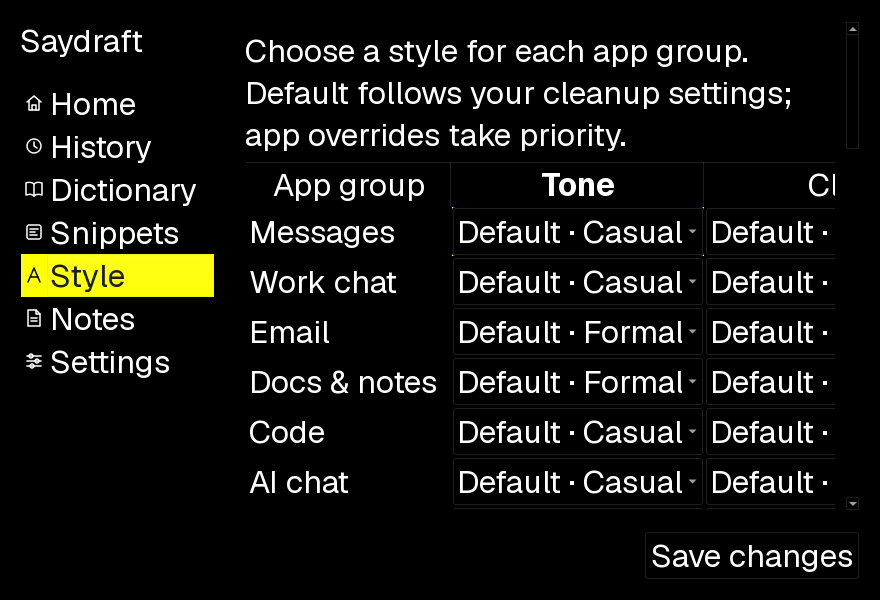 Saydraft
Home
History
Dictionary
Snippets
Style
Notes
Settings
Choose a style for each app group.
Default follows your cleanup settings;
app overrides take priority.
App group Tone Cl
Messages Default · Casual Default ·
Work chat Default · Casual Default ·
Email Default · Formal Default ·
Docs & notes Default · Formal Default ·
Code Default · Casual Default ·
AI chat Default · Casual Default ·
Save changes